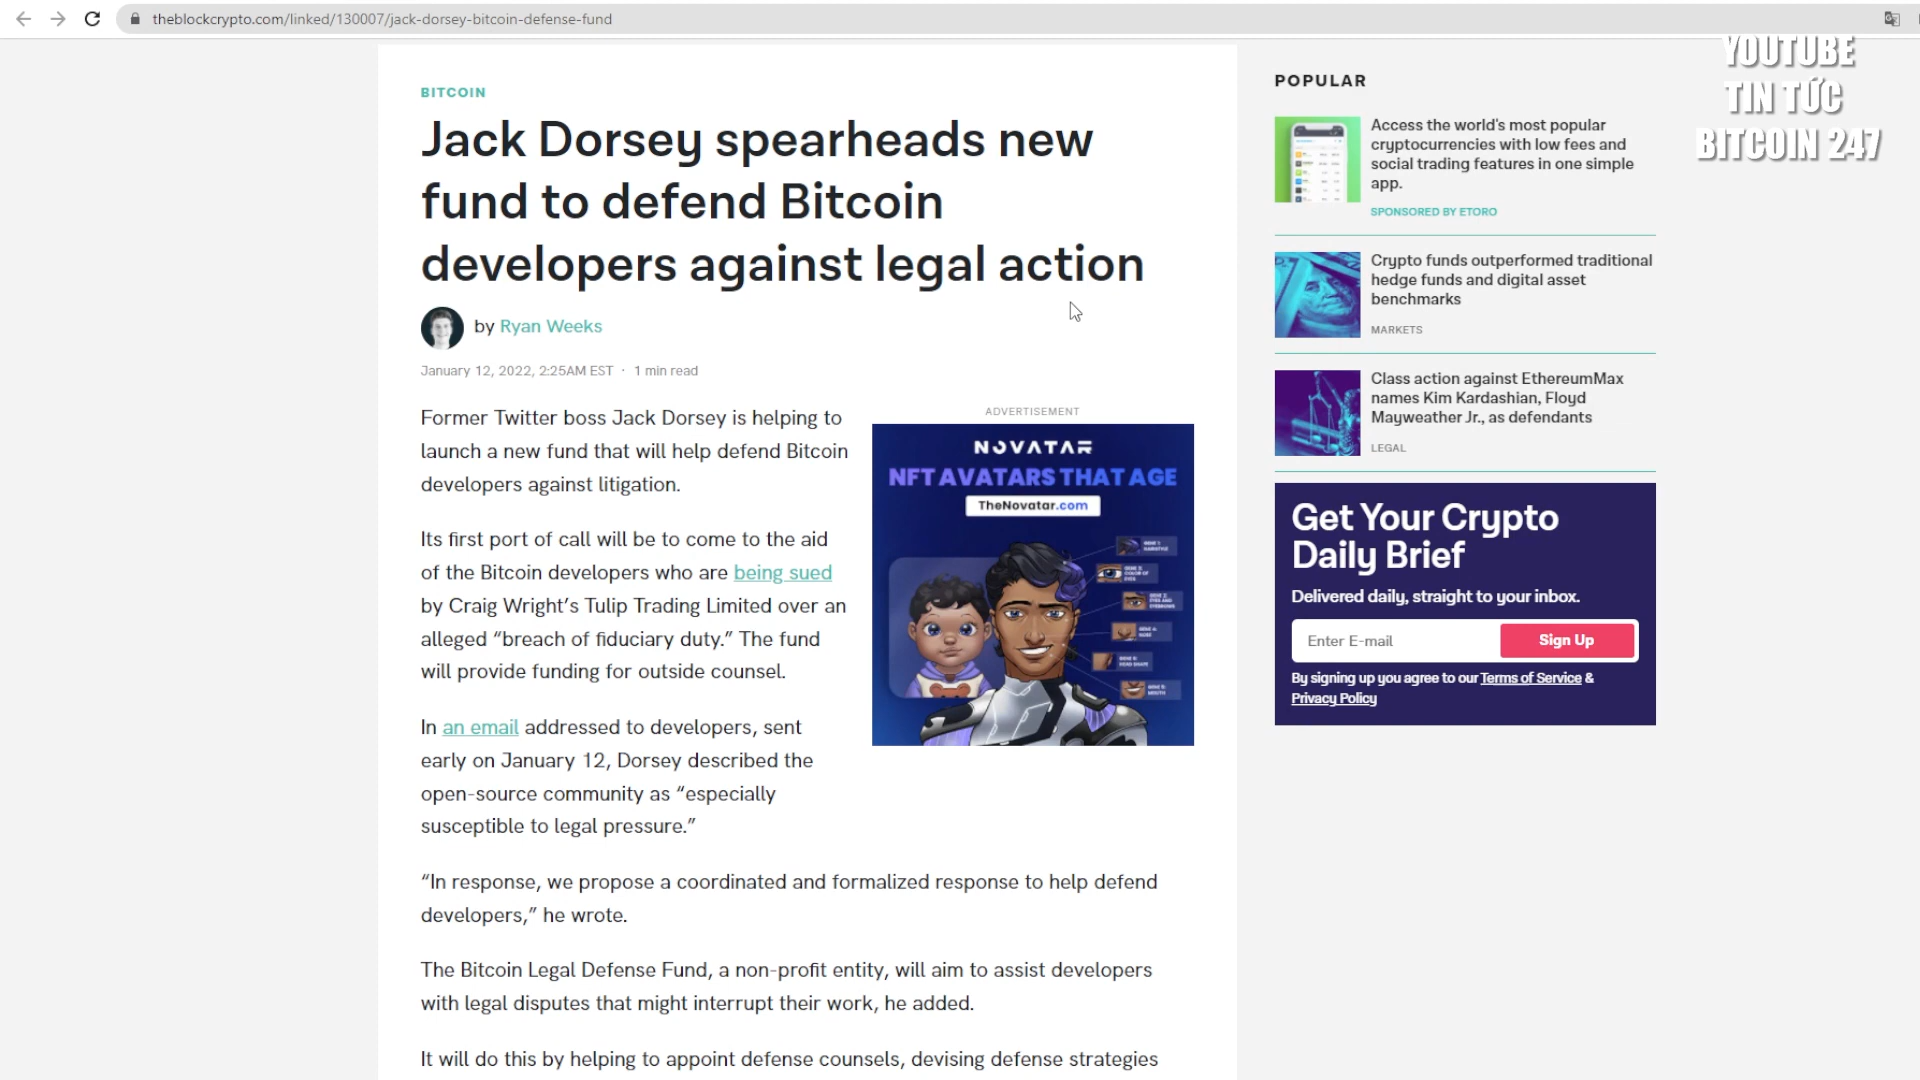 theblockcrypto.com/linked/130007/jack-dorsey-bitcoin-defense-fund
YOUTUBE
TIN TỨC
BITCOIN 247
BITCOIN
Jack Dorsey spearheads new
fund to defend Bitcoin
developers against legal action
by Ryan Weeks
January 12, 2022, 2:25AM EST · 1 min read
Former Twitter boss Jack Dorsey is helping to
launch a new fund that will help defend Bitcoin
developers against litigation.
Its first port of call will be to come to the aid
of the Bitcoin developers who are being sued
by Craig Wright’s Tulip Trading Limited over an
alleged “breach of fiduciary duty.” The fund
will provide funding for outside counsel.
In an email addressed to developers, sent
early on January 12, Dorsey described the
open-source community as “especially
susceptible to legal pressure.”
“In response, we propose a coordinated and formalized response to help defend
developers,” he wrote.
The Bitcoin Legal Defense Fund, a non-profit entity, will aim to assist developers
with legal disputes that might interrupt their work, he added.
It will do this by helping to appoint defense counsels, devising defense strategies
ADVERTISEMENT
NOVATAR
NFT AVATARS THAT AGE
TheNovatar.com
POPULAR
Access the world's most popular
cryptocurrencies with low fees and
social trading features in one simple
app.
SPONSORED BY ETORO
Crypto funds outperformed traditional
hedge funds and digital asset
benchmarks
MARKETS
Class action against EthereumMax
names Kim Kardashian, Floyd
Mayweather Jr., as defendants
LEGAL
Get Your Crypto
Daily Brief
Delivered daily, straight to your inbox.
Enter E-mail
Sign Up
By signing up you agree to our Terms of Service &
Privacy Policy